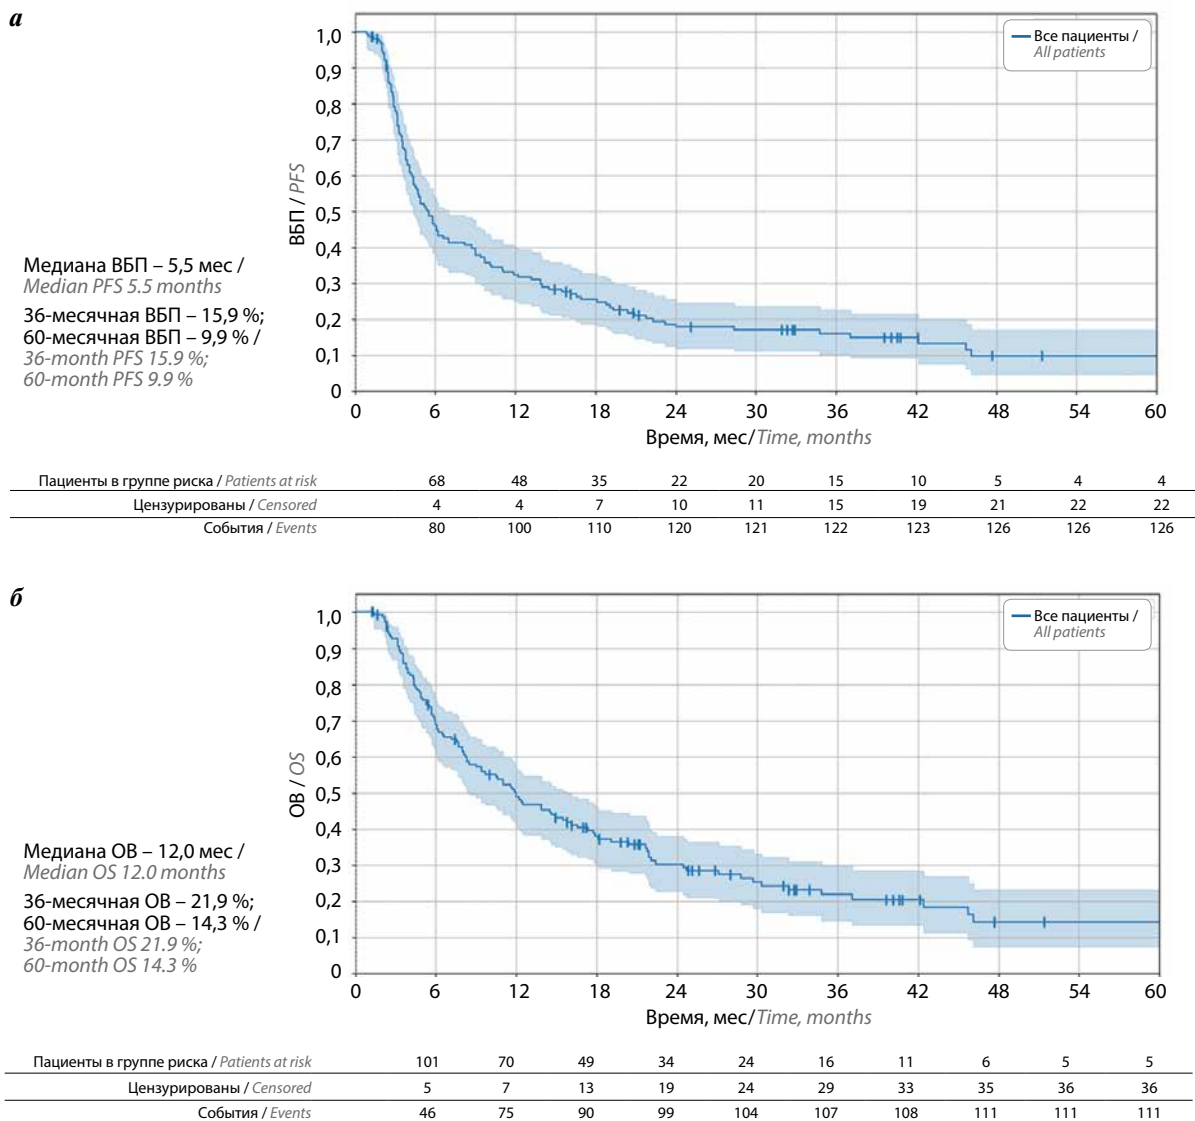 а
1,0
0,9
0,8
0,7
0,6
0,5
0,4
0,3
0,2
0,1
0
ВБП / PFS
Все пациенты /
All patients
Медиана ВБП – 5,5 мес /
Median PFS 5.5 months
36-месячная ВБП – 15,9 %;
60-месячная ВБП – 9,9 % /
36-month PFS 15.9 %;
60-month PFS 9.9 %
0 6 12 18 24 30 36 42 48 54 60
Время, мес/Time, months
Пациенты в группе риска / Patients at risk 68 48 35 22 20 15 10 5 4 4
Цензурированы / Censored 4 4 7 10 11 15 19 21 22 22
События / Events 80 100 110 120 121 122 123 126 126 126
б
1,0
0,9
0,8
0,7
0,6
0,5
0,4
0,3
0,2
0,1
0
ОВ / OS
Все пациенты /
All patients
Медиана ОВ – 12,0 мес /
Median OS 12.0 months
36-месячная ОВ – 21,9 %;
60-месячная ОВ – 14,3 % /
36-month OS 21.9 %;
60-month OS 14.3 %
0 6 12 18 24 30 36 42 48 54 60
Время, мес/Time, months
Пациенты в группе риска / Patients at risk 101 70 49 34 24 16 11 6 5 5
Цензурированы / Censored 5 7 13 19 24 29 33 35 36 36
События / Events 46 75 90 99 104 107 108 111 111 111